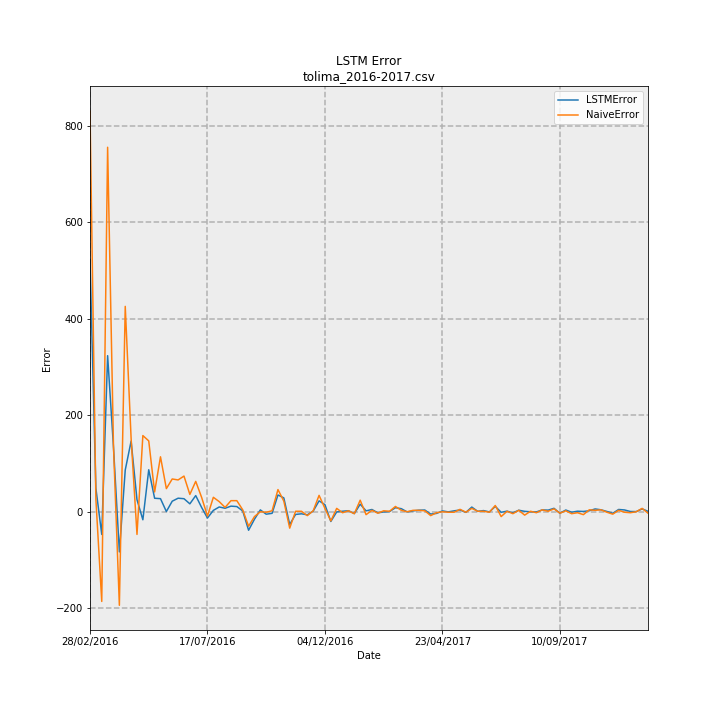 LSTM Error
tolima_2016-2017.csv
LSTMError
NaiveError
800
600
400
200
0
−200
Error
28/02/2016
17/07/2016
04/12/2016
23/04/2017
10/09/2017
Date